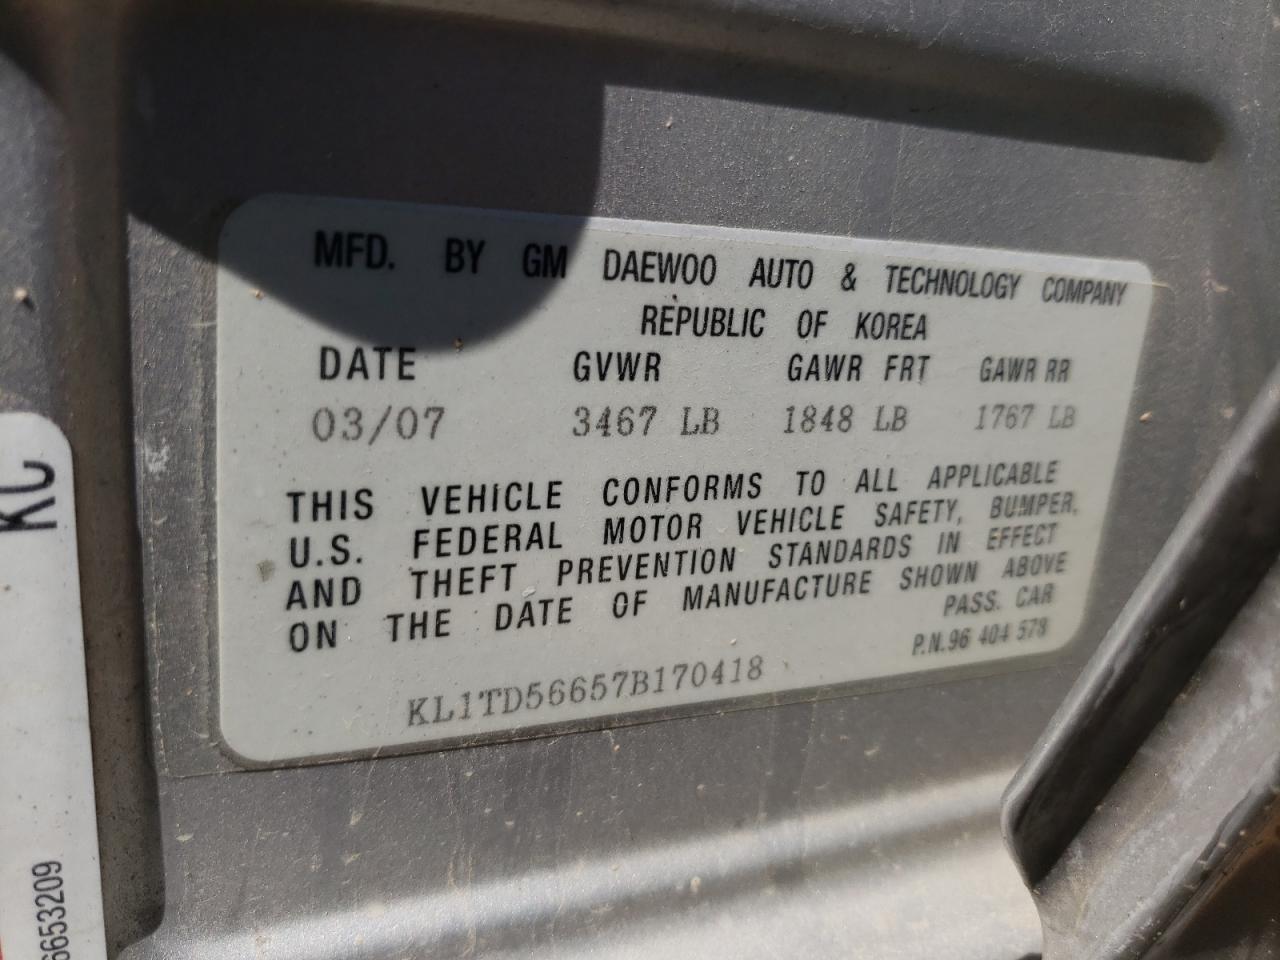 MFD. BY GM DAEWOO AUTO & TECHNOLOGY COMPANY
REPUBLIC OF KOREA
DATE GVWR GAWR FRT GAWR RR
03/07 3467 LB 1848 LB 1767 LB
THIS VEHICLE CONFORMS TO ALL APPLICABLE
U.S. FEDERAL MOTOR VEHICLE SAFETY, BUMPER,
AND THEFT PREVENTION STANDARDS IN EFFECT
ON THE DATE OF MANUFACTURE SHOWN ABOVE
PASS. CAR
P.N.96 404 578
KL1TD56657B170418
KC
6653209